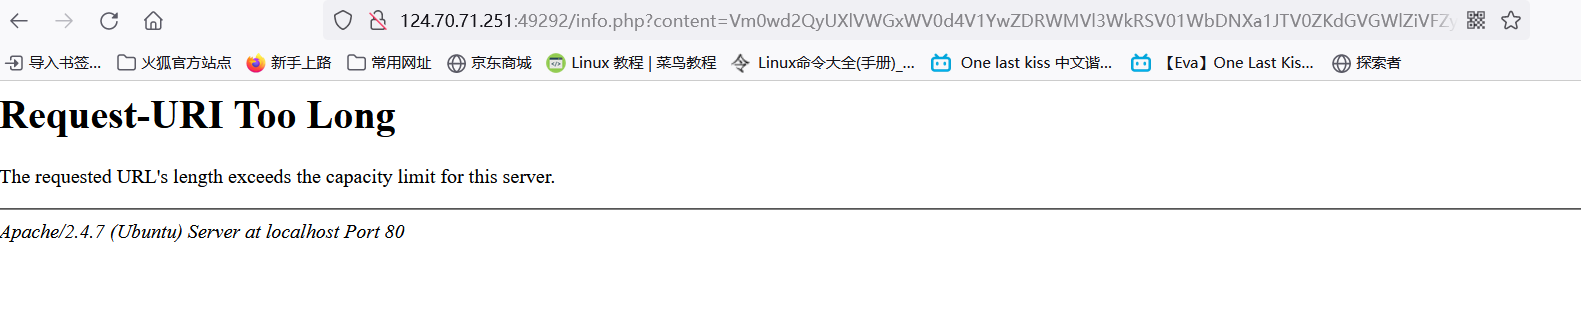 124.70.71.251:49292/info.php?content=Vm0wd2QyUXlVWGxWV0d4V1YwZDRWMVl3WkRSV01WbDNXa1JTV0ZKdGVGWlZiVFZy
导入书签... 火狐官方站点 新手上路 常用网址 京东商城 Linux 教程 | 菜鸟教程 Linux命令大全(手册)_... One last kiss 中文谐... 【Eva】One Last Kis... 探索者
Request-URI Too Long
The requested URL's length exceeds the capacity limit for this server.
Apache/2.4.7 (Ubuntu) Server at localhost Port 80